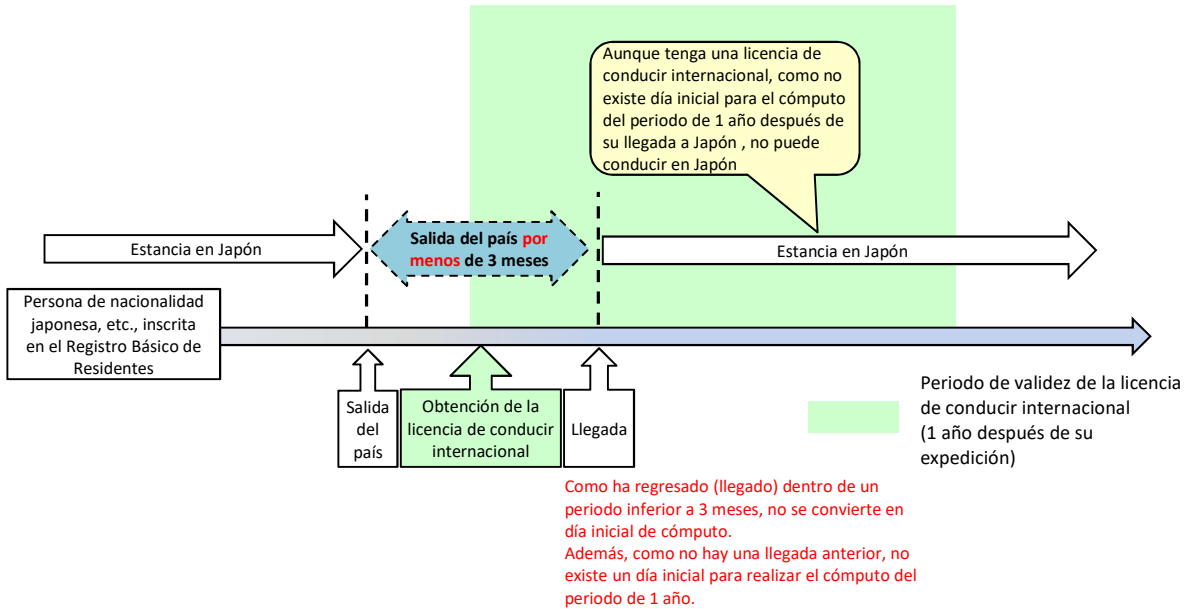 Aunque tenga una licencia de
conducir internacional, como no
existe día inicial para el cómputo
del periodo de 1 año después de
su llegada a Japón , no puede
conducir en Japón
Estancia en Japón
Salida del país por
menos de 3 meses
Estancia en Japón
Persona de nacionalidad
japonesa, etc., inscrita
en el Registro Básico de
Residentes
Salida
del
país
Obtención de la
licencia de conducir
internacional
Llegada
Periodo de validez de la licencia
de conducir internacional
(1 año después de su
expedición)
Como ha regresado (llegado) dentro de un
periodo inferior a 3 meses, no se convierte en
día inicial de cómputo.
Además, como no hay una llegada anterior, no
existe un día inicial para realizar el cómputo del
periodo de 1 año.